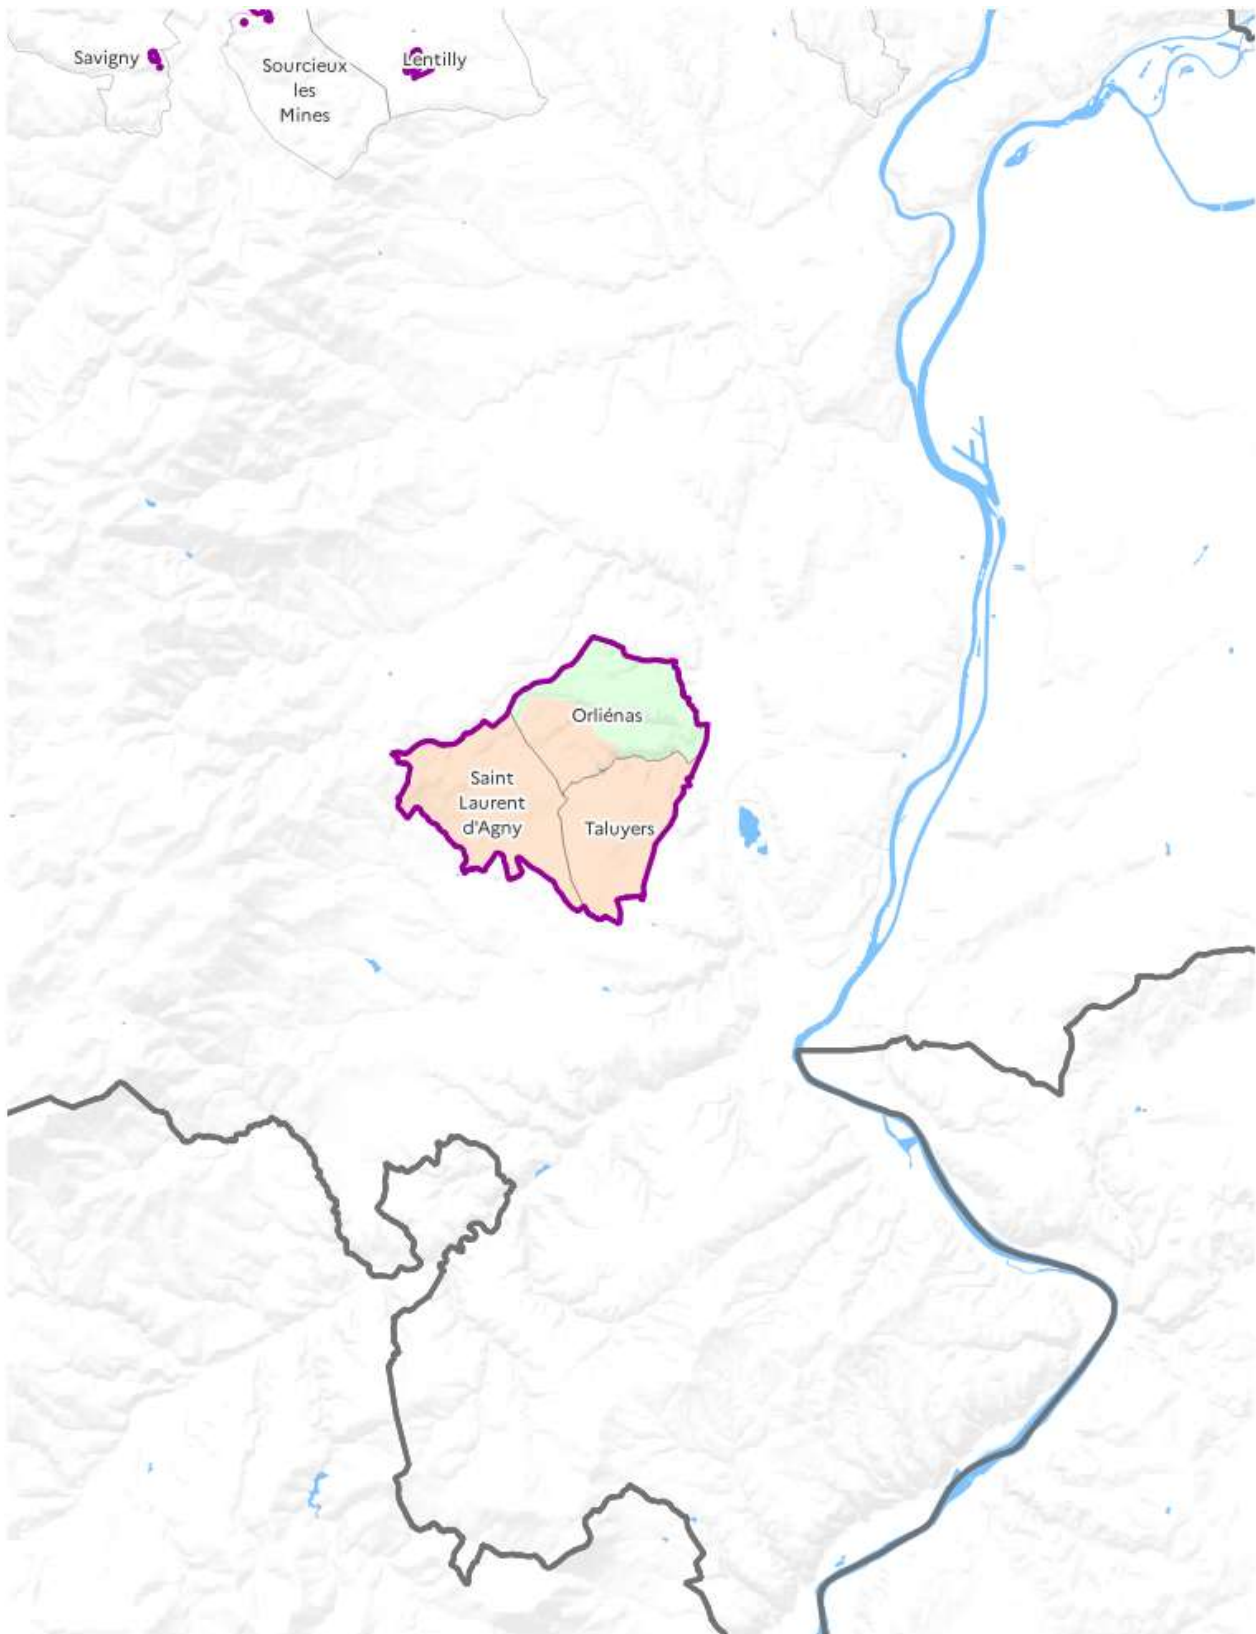 Savigny
Sourcieux
les
Mines
Lentilly
Orliénas
Saint
Laurent
d'Agny
Taluyers